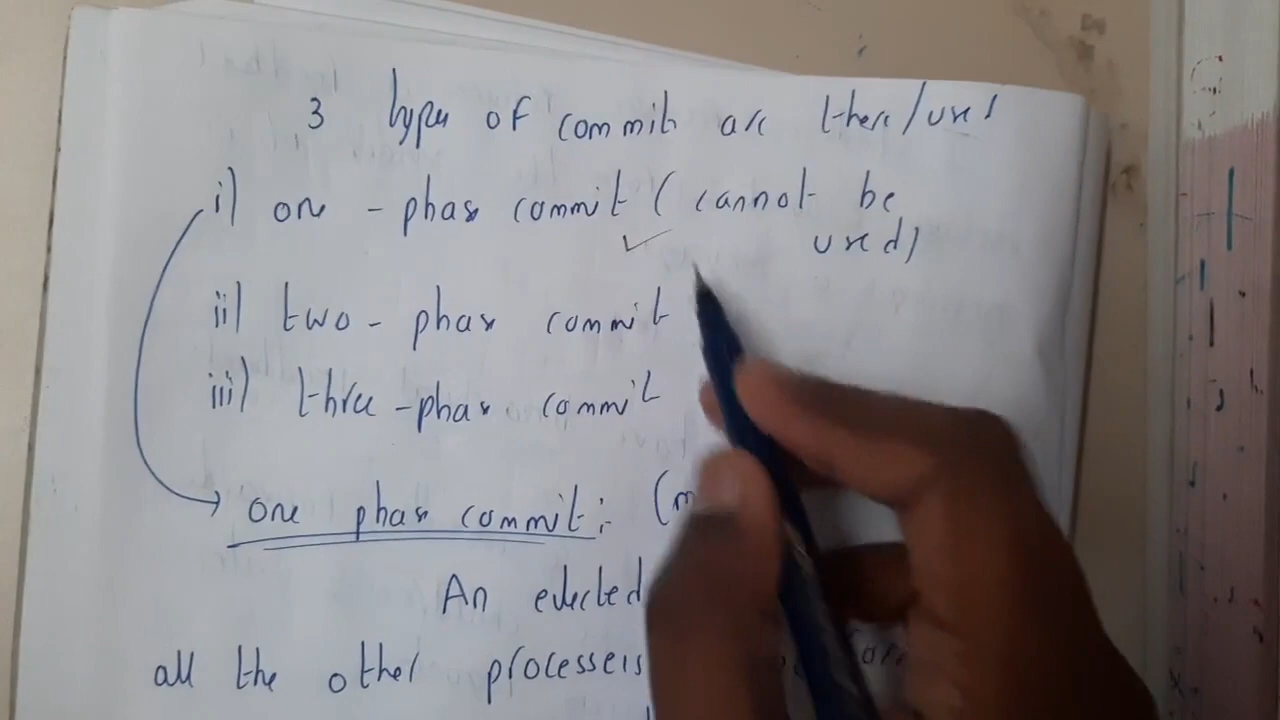 3 types of commit are there/used
i) one - phase commit ( cannot be
used)
ii) two - phase commit
iii) three - phase commit
one phase commit : (m
An elected
all the other processeis